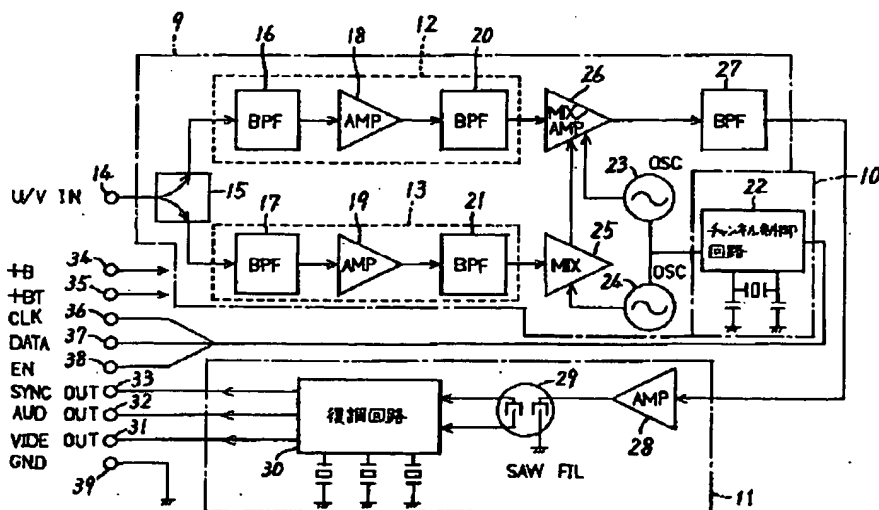 9
16
18
12
20
26
27
BPF
AMP
BPF
MIX
AMP
BPF
23
OSC
10
U/V IN
14
15
22
チャンネル制御
回路
17
19
13
21
25
BPF
AMP
BPF
MIX
OSC
24
+B
34
+BT
35
CLK
36
DATA
37
EN
38
SYNC OUT
33
AUD OUT
32
VIDE OUT
31
GND
39
復調回路
30
29
SAW FIL
AMP
28
11